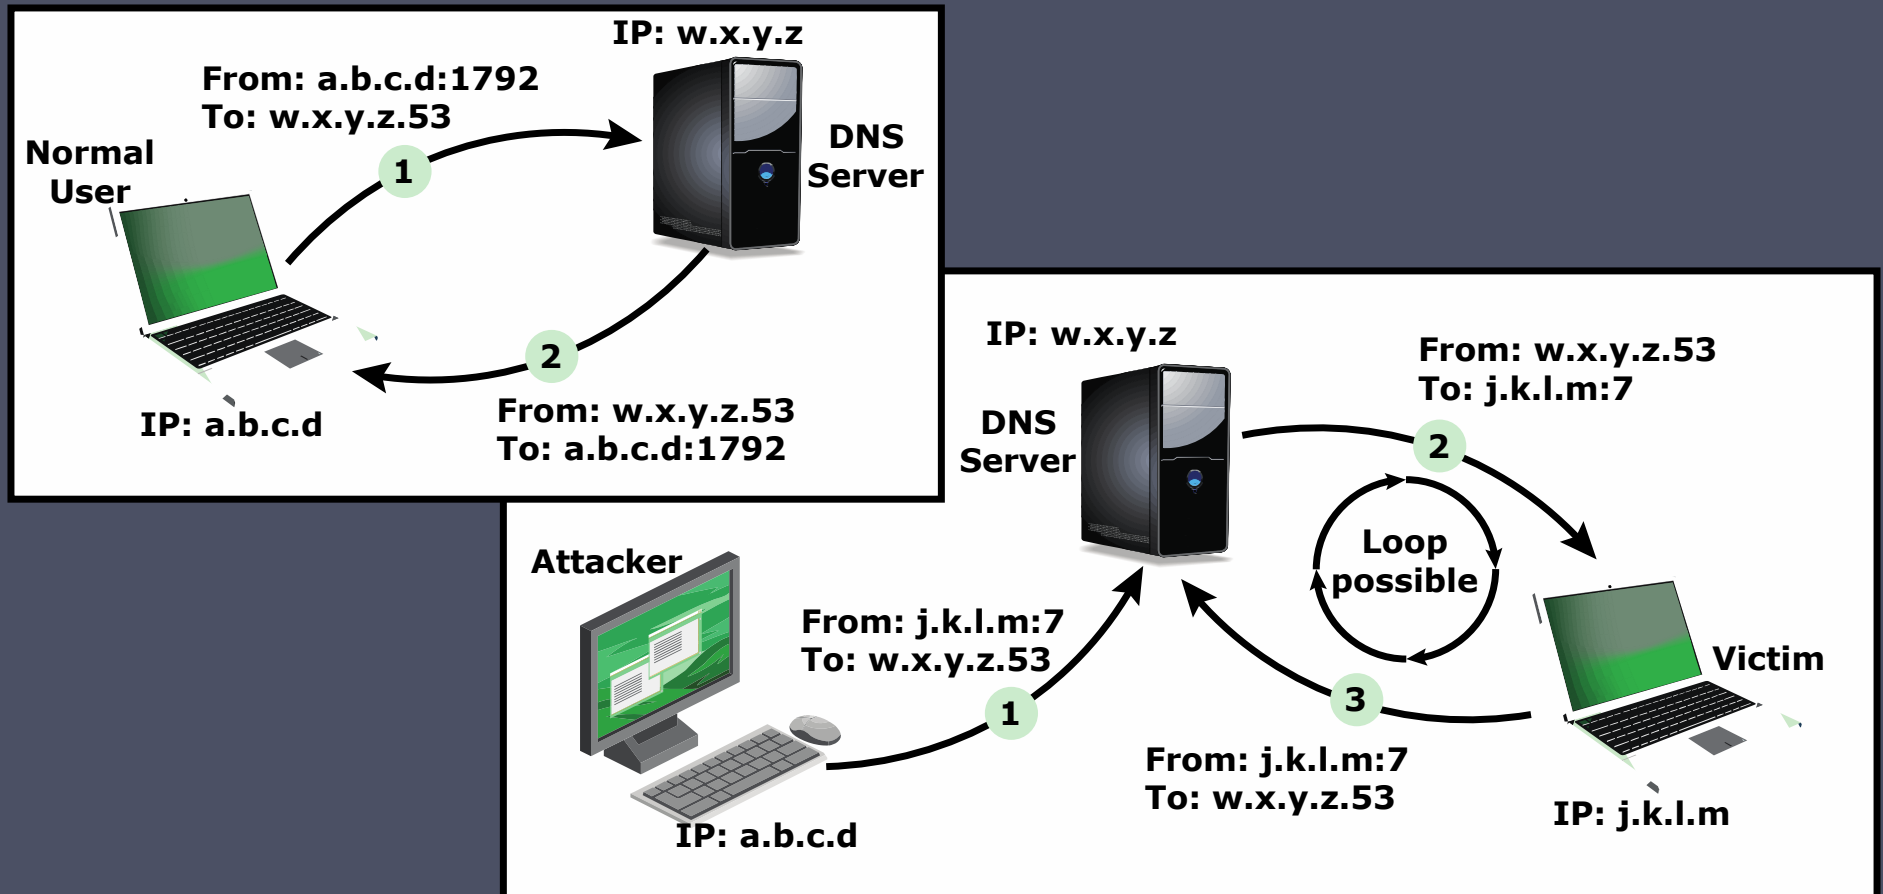 IP: w.x.y.z
From: a.b.c.d:1792
To: w.x.y.z.53
1
Normal
User
DNS
Server
2
IP: a.b.c.d
From: w.x.y.z.53
To: a.b.c.d:1792
IP: w.x.y.z
DNS
Server
From: w.x.y.z.53
To: j.k.l.m:7
2
Loop
possible
Attacker
From: j.k.l.m:7
To: w.x.y.z.53
1
IP: a.b.c.d
Victim
3
From: j.k.l.m:7
To: w.x.y.z.53
IP: j.k.l.m